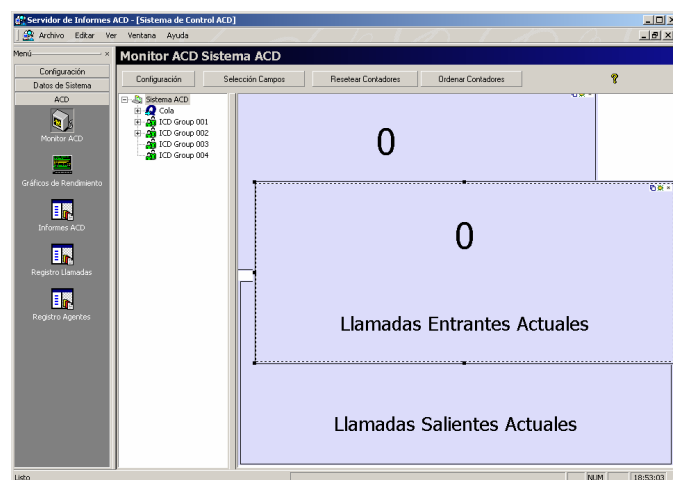 Servidor de Informes ACD - [Sistema de Control ACD]
Archivo Editar Ver Ventana Ayuda
Menú
Monitor ACD Sistema ACD
Configuración
Datos de Sistema
ACD
Monitor ACD
Gráficos de Rendimiento
Informes ACD
Registro Llamadas
Registro Agentes
Configuración Selección Campos Resetear Contadores Ordenar Contadores
Sistema ACD
Cola
ICD Group 001
ICD Group 002
ICD Group 003
ICD Group 004
0
0
Llamadas Entrantes Actuales
Llamadas Salientes Actuales
Listo NUM 18:53:03